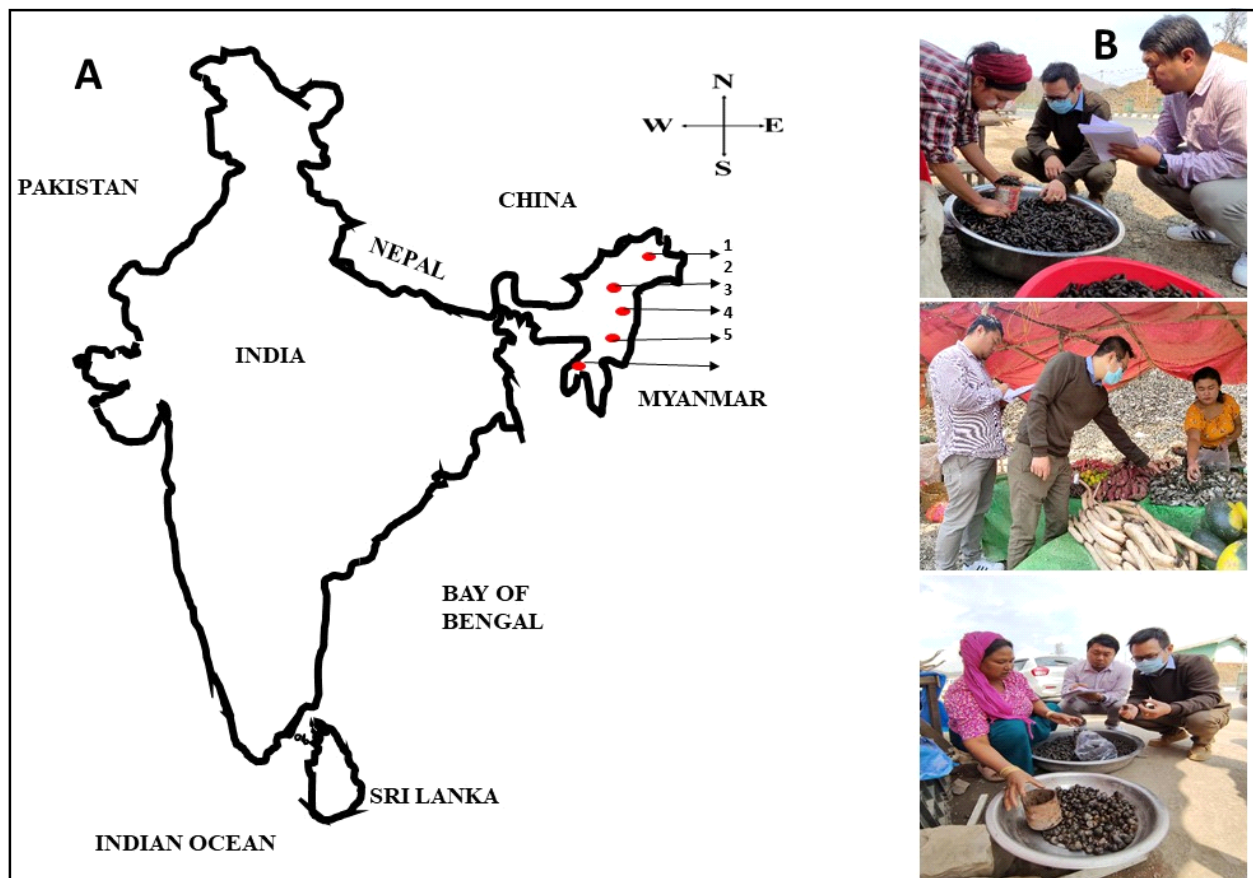 A
B
N
W
E
S
PAKISTAN
CHINA
NEPAL
1
2
3
4
5
INDIA
MYANMAR
BAY OF
BENGAL
SRI LANKA
INDIAN OCEAN